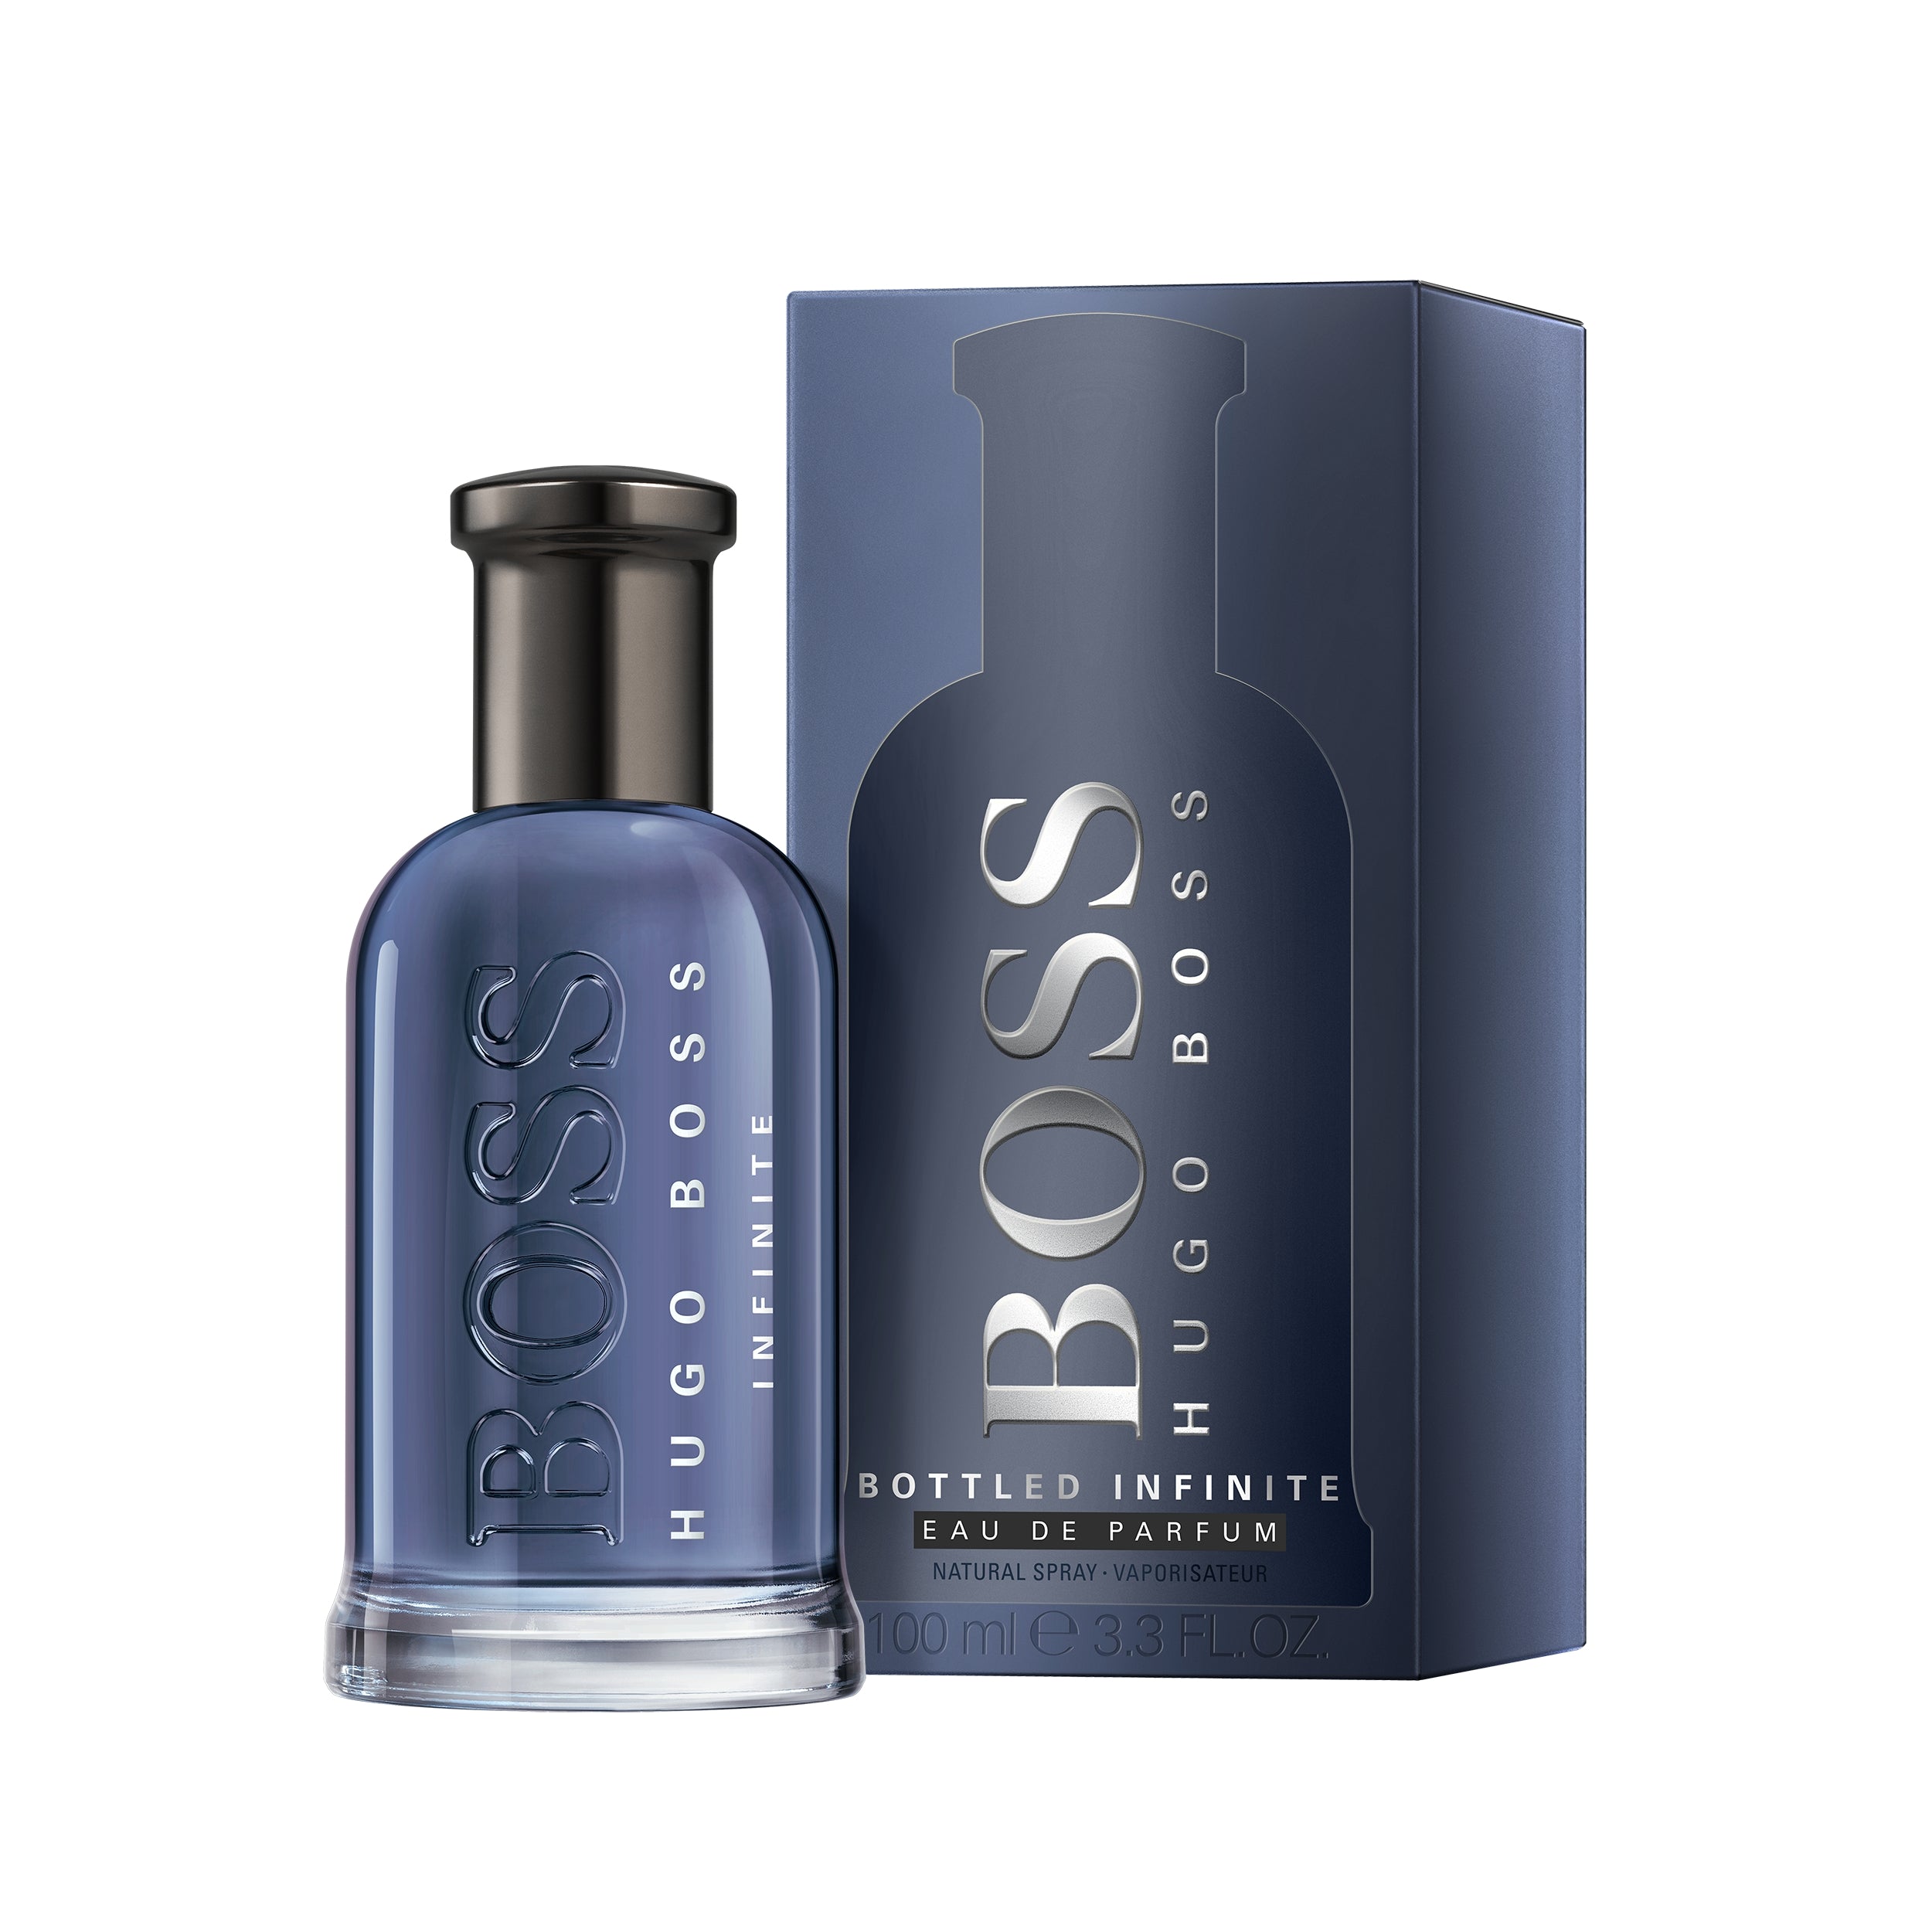 BOSS
HUGO BOSS
INFINITE
BOSS
HUGO BOSS
BOTTLED INFINITE
EAU DE PARFUM
NATURAL SPRAY · VAPORISATEUR
100 ml ℮ 3.3 FL.OZ.